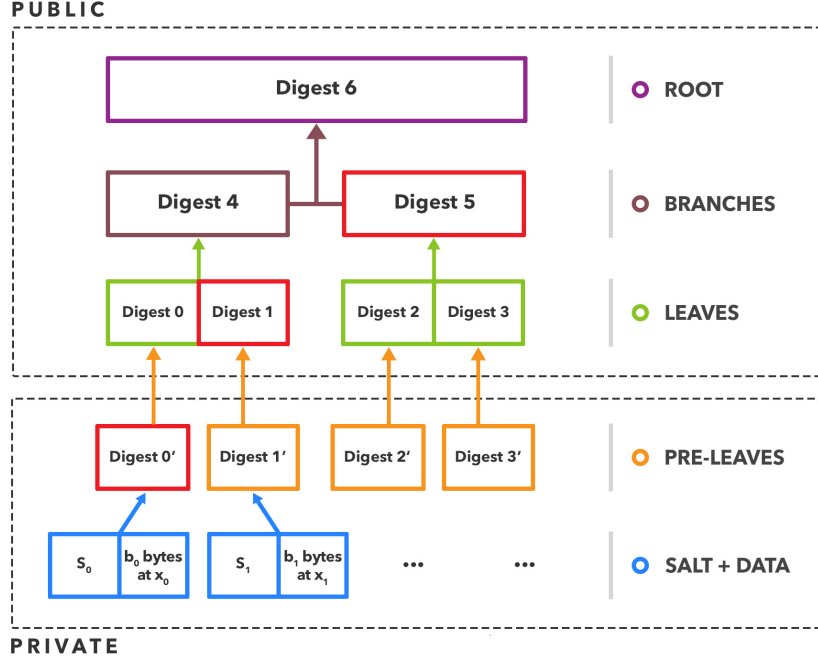 PUBLIC
Digest 6
ROOT
Digest 4
Digest 5
BRANCHES
Digest 0
Digest 1
Digest 2
Digest 3
LEAVES
Digest 0′
Digest 1′
Digest 2′
Digest 3′
PRE-LEAVES
S₀
b₀ bytes
at x₀
S₁
b₁ bytes
at x₁
...
...
SALT + DATA
PRIVATE